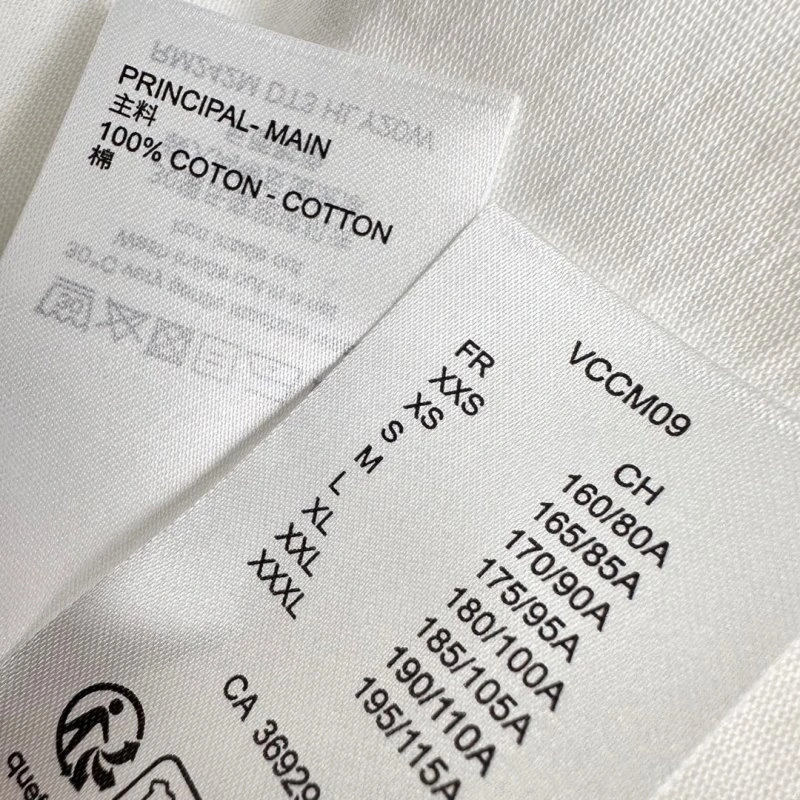 PRINCIPAL- MAIN
主料
100% COTON - COTTON
棉
VCCM09
FR CH
XXS 160/80A
XS 165/85A
S 170/90A
M 175/95A
L 180/100A
XL 185/105A
XXL 190/110A
XXXL 195/115A
CA 36929